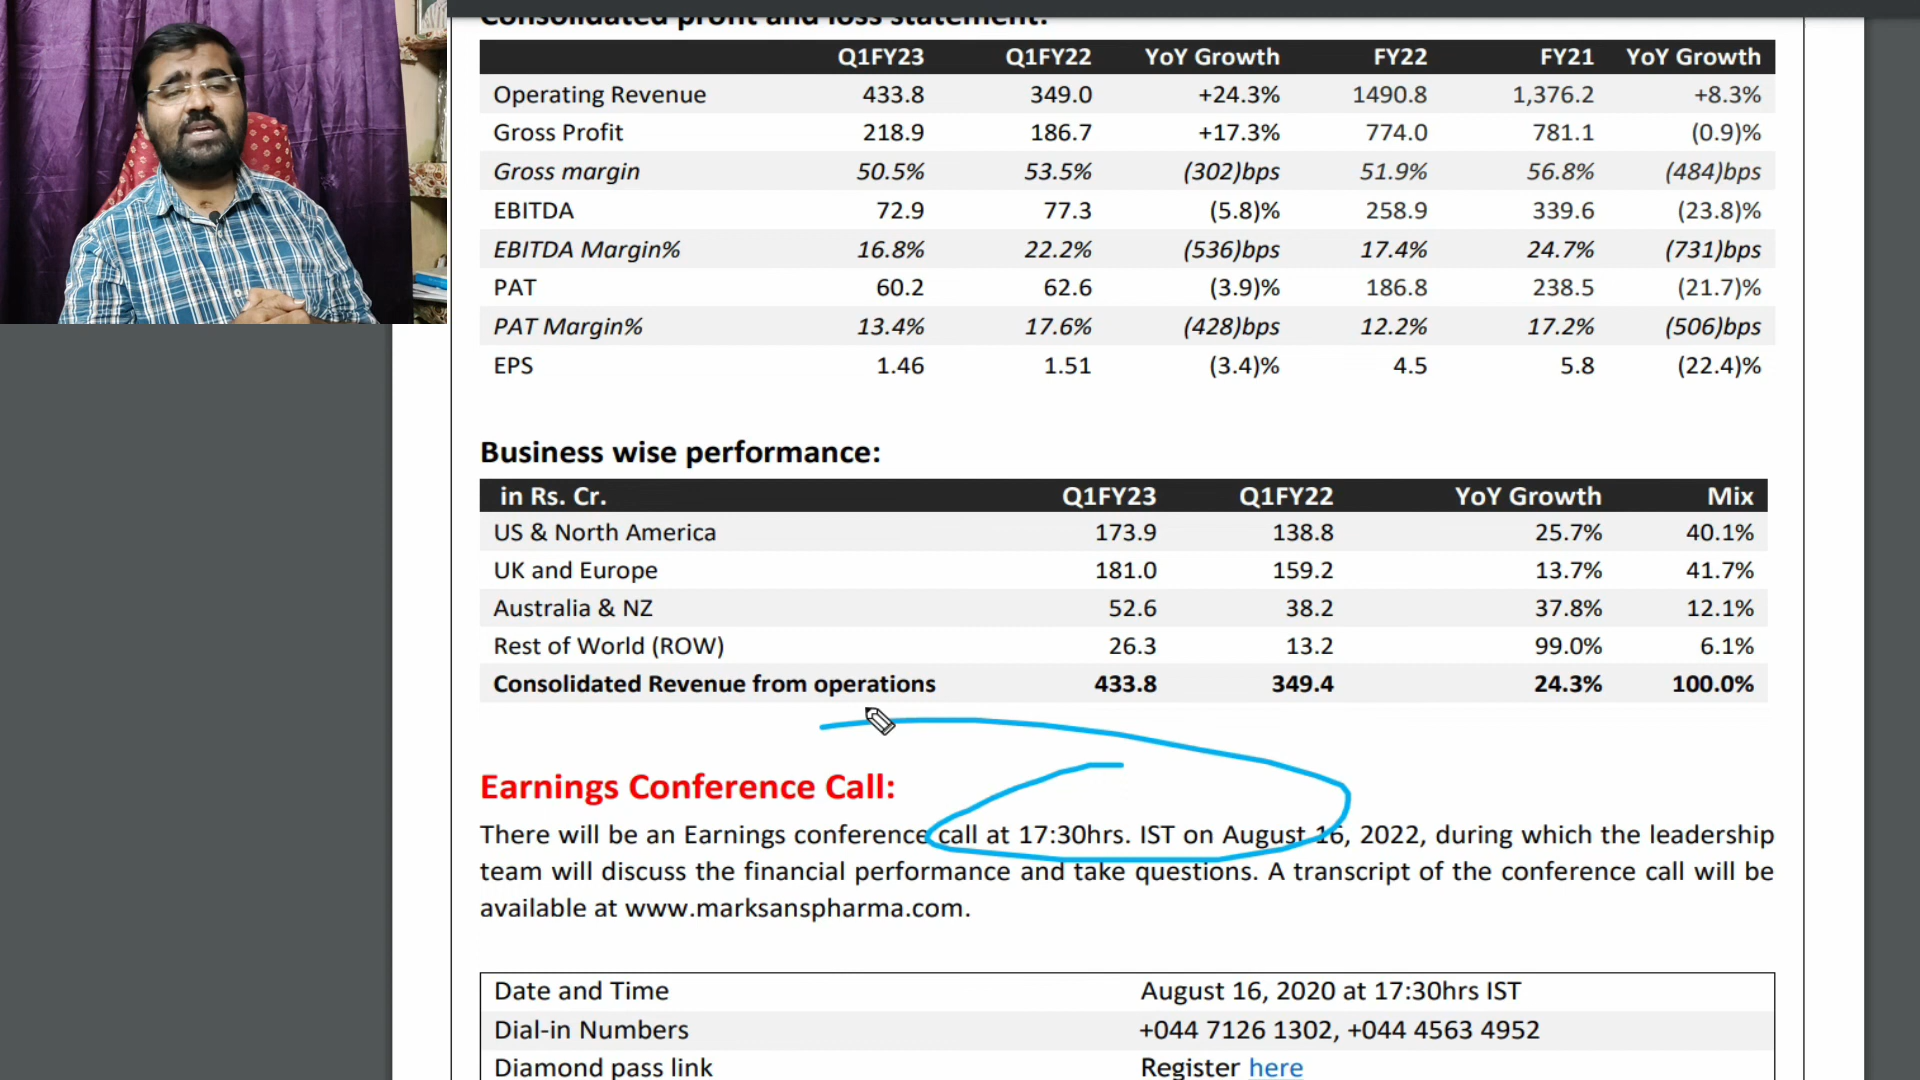 Consolidated profit and loss statement:
Q1FY23 Q1FY22 YoY Growth FY22 FY21 YoY Growth
Operating Revenue 433.8 349.0 +24.3% 1490.8 1,376.2 +8.3%
Gross Profit 218.9 186.7 +17.3% 774.0 781.1 (0.9)%
Gross margin 50.5% 53.5% (302)bps 51.9% 56.8% (484)bps
EBITDA 72.9 77.3 (5.8)% 258.9 339.6 (23.8)%
EBITDA Margin% 16.8% 22.2% (536)bps 17.4% 24.7% (731)bps
PAT 60.2 62.6 (3.9)% 186.8 238.5 (21.7)%
PAT Margin% 13.4% 17.6% (428)bps 12.2% 17.2% (506)bps
EPS 1.46 1.51 (3.4)% 4.5 5.8 (22.4)%
Business wise performance:
in Rs. Cr. Q1FY23 Q1FY22 YoY Growth Mix
US & North America 173.9 138.8 25.7% 40.1%
UK and Europe 181.0 159.2 13.7% 41.7%
Australia & NZ 52.6 38.2 37.8% 12.1%
Rest of World (ROW) 26.3 13.2 99.0% 6.1%
Consolidated Revenue from operations 433.8 349.4 24.3% 100.0%
Earnings Conference Call:
There will be an Earnings conference call at 17:30hrs. IST on August 16, 2022, during which the leadership
team will discuss the financial performance and take questions. A transcript of the conference call will be
available at www.marksanspharma.com.
Date and Time August 16, 2020 at 17:30hrs IST
Dial-in Numbers +044 7126 1302, +044 4563 4952
Diamond pass link Register here